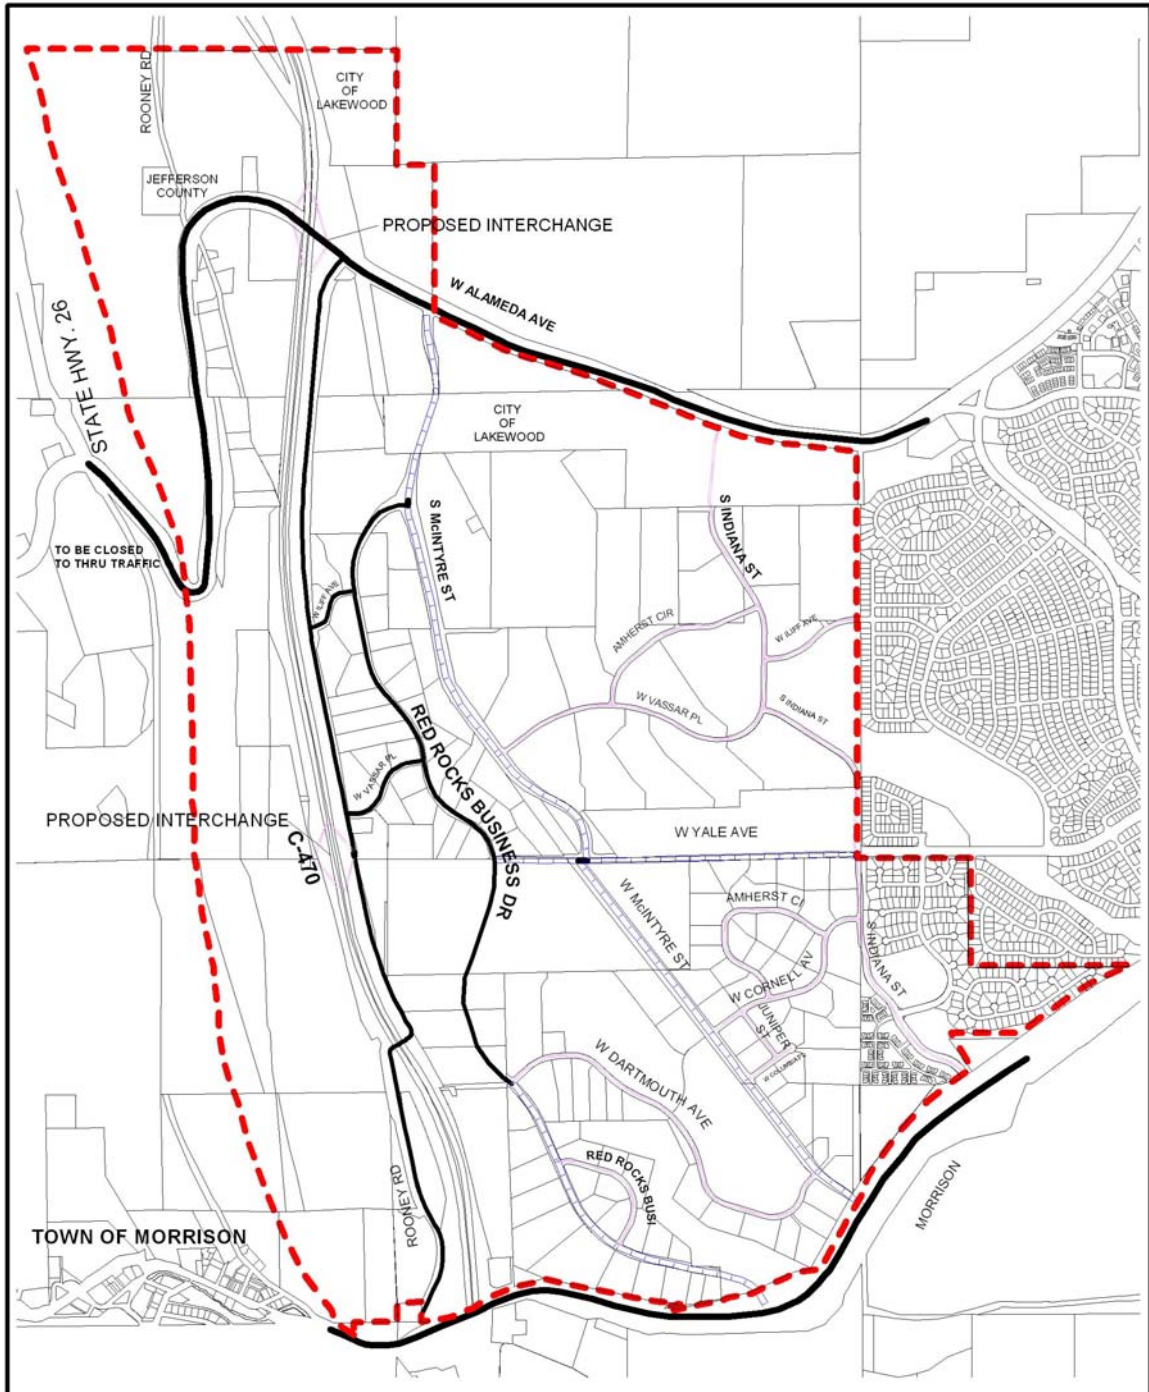 ROONEY RD
CITY
OF
LAKEWOOD
JEFFERSON
COUNTY
PROPOSED INTERCHANGE
W ALAMEDA AVE
STATE HWY. 26
CITY
OF
LAKEWOOD
S McINTYRE ST
S INDIANA ST
TO BE CLOSED
TO THRU TRAFFIC
W ILIFF AVE
AMHERST CIR
W ILIFF AVE
W VASSAR PL
S INDIANA ST
RED ROCKS BUSINESS DR
W VASSAR PL
PROPOSED INTERCHANGE
C-470
W YALE AVE
W McINTYRE ST
AMHERST CI
S INDIANA ST
W CORNELL AV
JUNIPER
ST
W DARTMOUTH AVE
W COLUMBIA PL
RED ROCKS BUSI
ROONEY RD
MORRISON
TOWN OF MORRISON